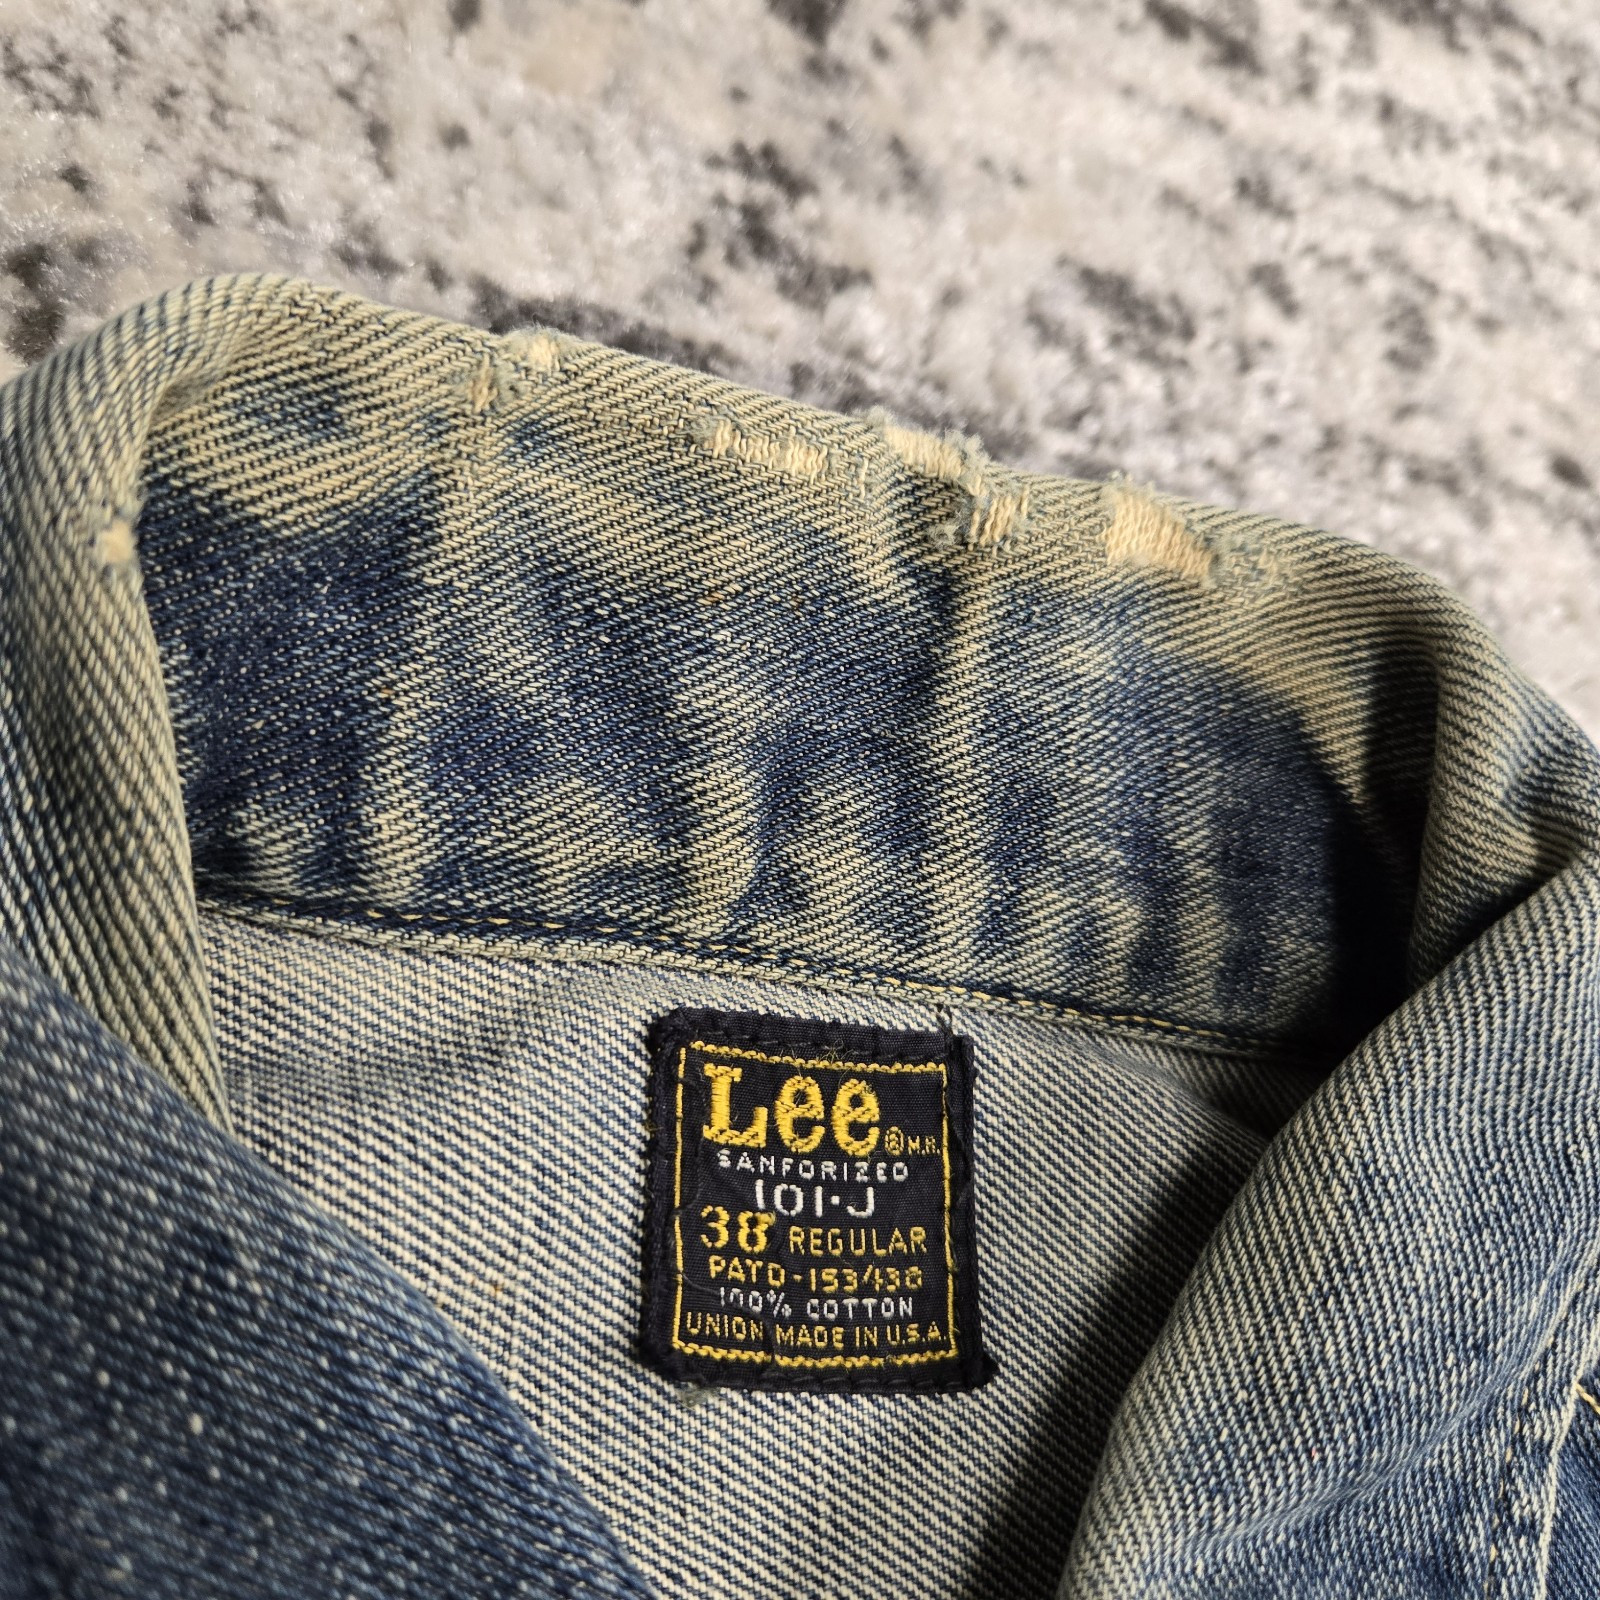 Lee ® M.R.
SANFORIZED
101-J
38 REGULAR
PATD-153438
100% COTTON
UNION MADE IN U.S.A.